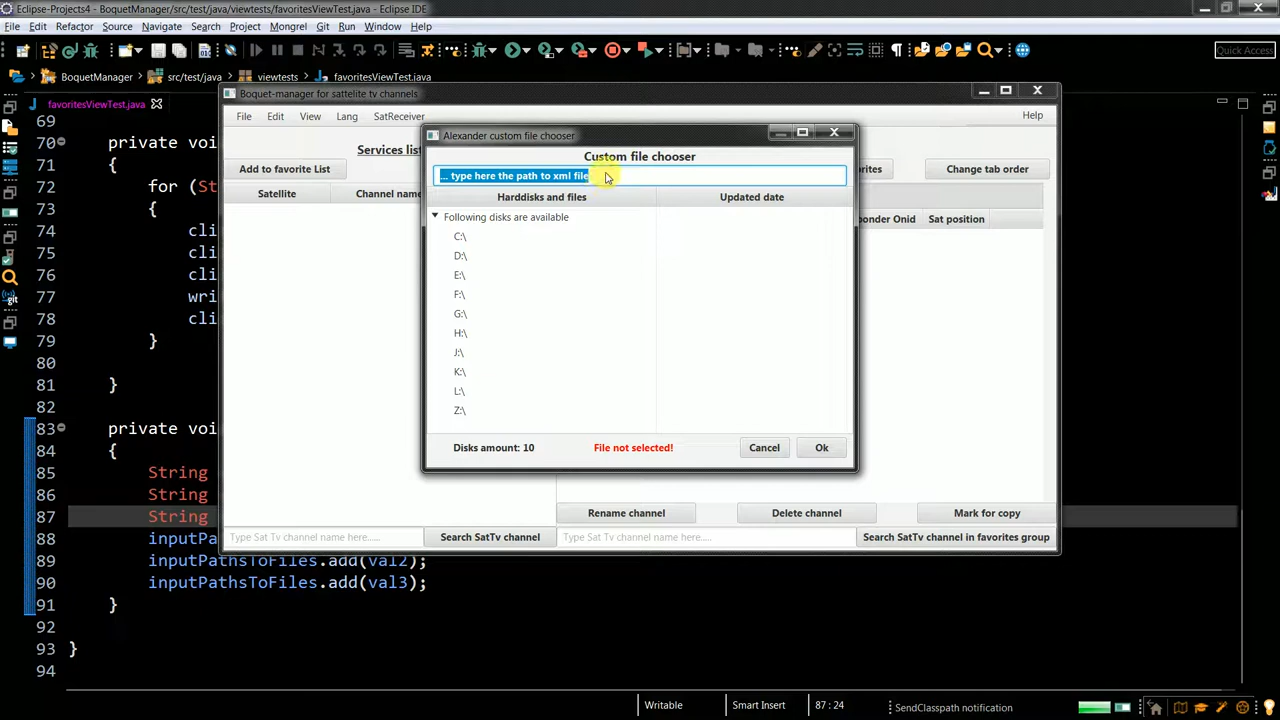 Eclipse-Projects4 - BoquetManager/src/test/java/viewtests/favoritesViewTest.java - Eclipse IDE
File Edit Refactor Source Navigate Search Project Mongrel Git Run Window Help
Quick Access
BoquetManager src/test/java viewtests favoritesViewTest.java
favoritesViewTest.java
Boquet-manager for sattelite tv channels
File Edit View Lang SatReceiver Help
Services lis
Add to favorite List rites Change tab order
Satellite Channel name ponder Onid Sat position
Alexander custom file chooser
Custom file chooser
... type here the path to xml file
Harddisks and files Updated date
Following disks are available
C:\
D:\
E:\
F:\
G:\
H:\
J:\
K:\
L:\
Z:\
Disks amount: 10 File not selected! Cancel Ok
Rename channel Delete channel Mark for copy
Type Sat Tv channel name here..... Search SatTv channel Type Sat Tv channel name here..... Search SatTv channel in favorites group
69
70 private voi
71 {
72 for (St
73 {
74 cli
75 cli
76 cli
77 wri
78 cli
79 }
80
81 }
82
83 private voi
84 {
85 String
86 String
87 String
88 inputPa
89 inputPathsToFiles.add(val2);
90 inputPathsToFiles.add(val3);
91 }
92
93 }
94
Writable Smart Insert 87 : 24 SendClasspath notification